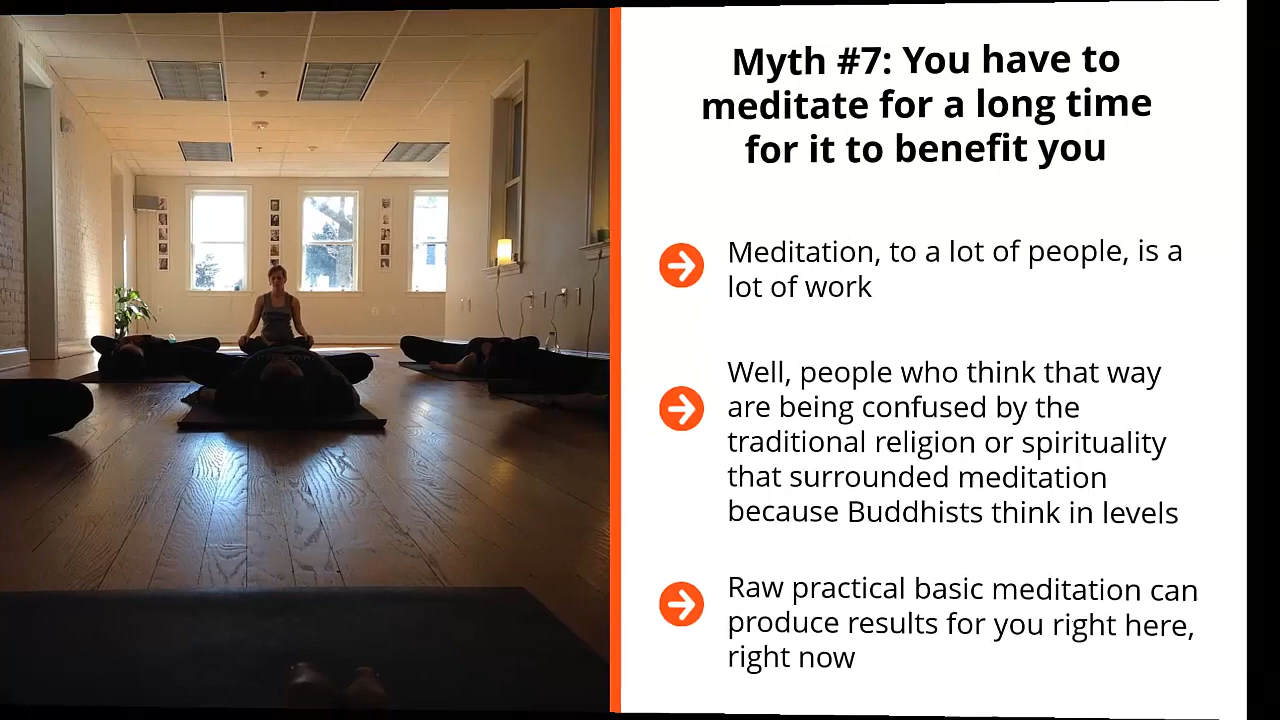 Myth #7: You have to
meditate for a long time
for it to benefit you
Meditation, to a lot of people, is a
lot of work
Well, people who think that way
are being confused by the
traditional religion or spirituality
that surrounded meditation
because Buddhists think in levels
Raw practical basic meditation can
produce results for you right here,
right now